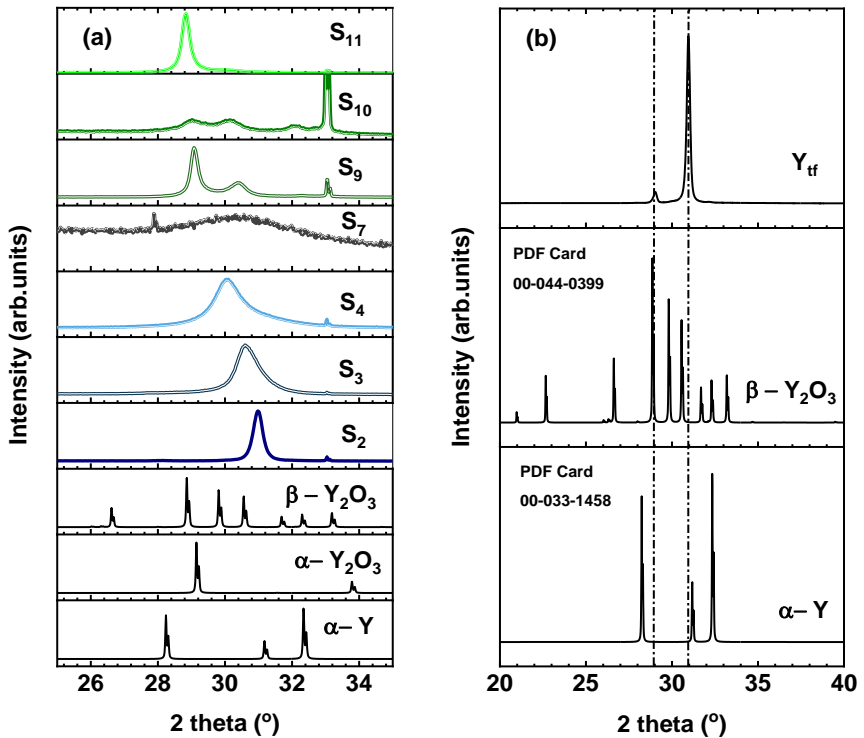 (a)
S₁₁
S₁₀
S₉
S₇
S₄
S₃
S₂
β – Y₂O₃
α– Y₂O₃
α– Y
Intensity (arb.units)
26 28 30 32 34
2 theta (º)
(b)
Y_tf
PDF Card
00-044-0399
β – Y₂O₃
PDF Card
00-033-1458
α– Y
Intensity (arb.units)
20 25 30 35 40
2 theta (º)